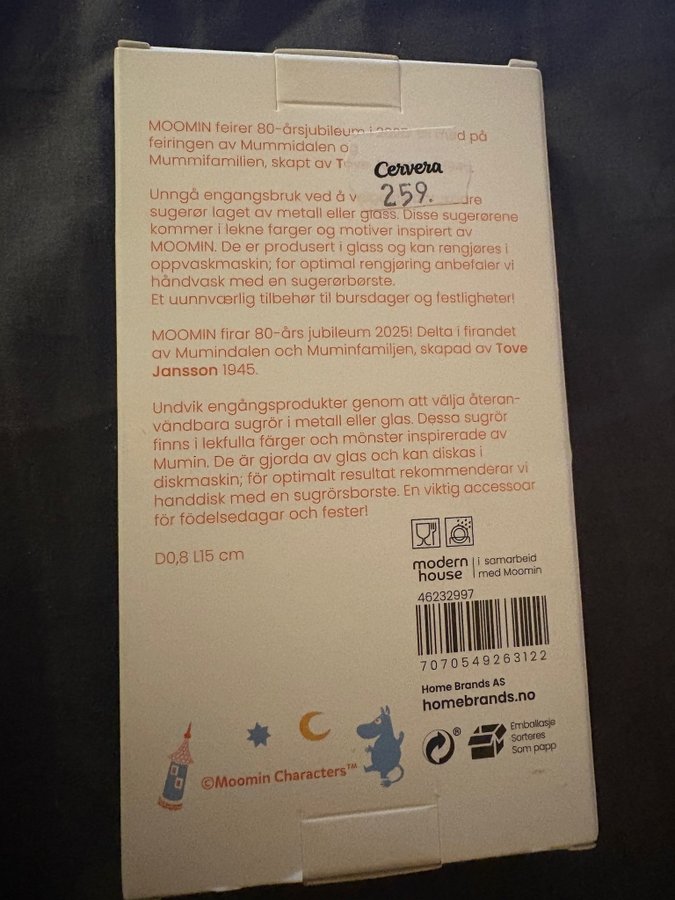 MOOMIN feirer 80-årsjubileum i med på
feiringen av Mummidalen og
Mummifamilien, skapt av
Cervera
259.
Unngå engangsbruk ved å
sugerør laget av metall eller glass. Disse sugerørene
kommer i lekne farger og motiver inspirert av
MOOMIN. De er produsert i glass og kan rengjøres i
oppvaskmaskin; for optimal rengjøring anbefaler vi
håndvask med en sugerørbørste.
Et uunnværlig tilbehør til bursdager og festligheter!
MOOMIN firar 80-års jubileum 2025! Delta i firandet
av Mumindalen och Muminfamiljen, skapad av Tove
Jansson 1945.
Undvik engångsprodukter genom att välja återan-
vändbara sugrör i metall eller glas. Dessa sugrör
finns i lekfulla färger och mönster inspirerade av
Mumin. De är gjorda av glas och kan diskas i
diskmaskin; för optimalt resultat rekommenderar vi
handdisk med en sugrörsborste. En viktig accessoar
för födelsedagar och fester!
D0,8 L15 cm
modern house
i samarbeid
med Moomin
46232997
7070549263122
Home Brands AS
homebrands.no
®
Emballasje
Sorteres
Som papp
©Moomin Characters™